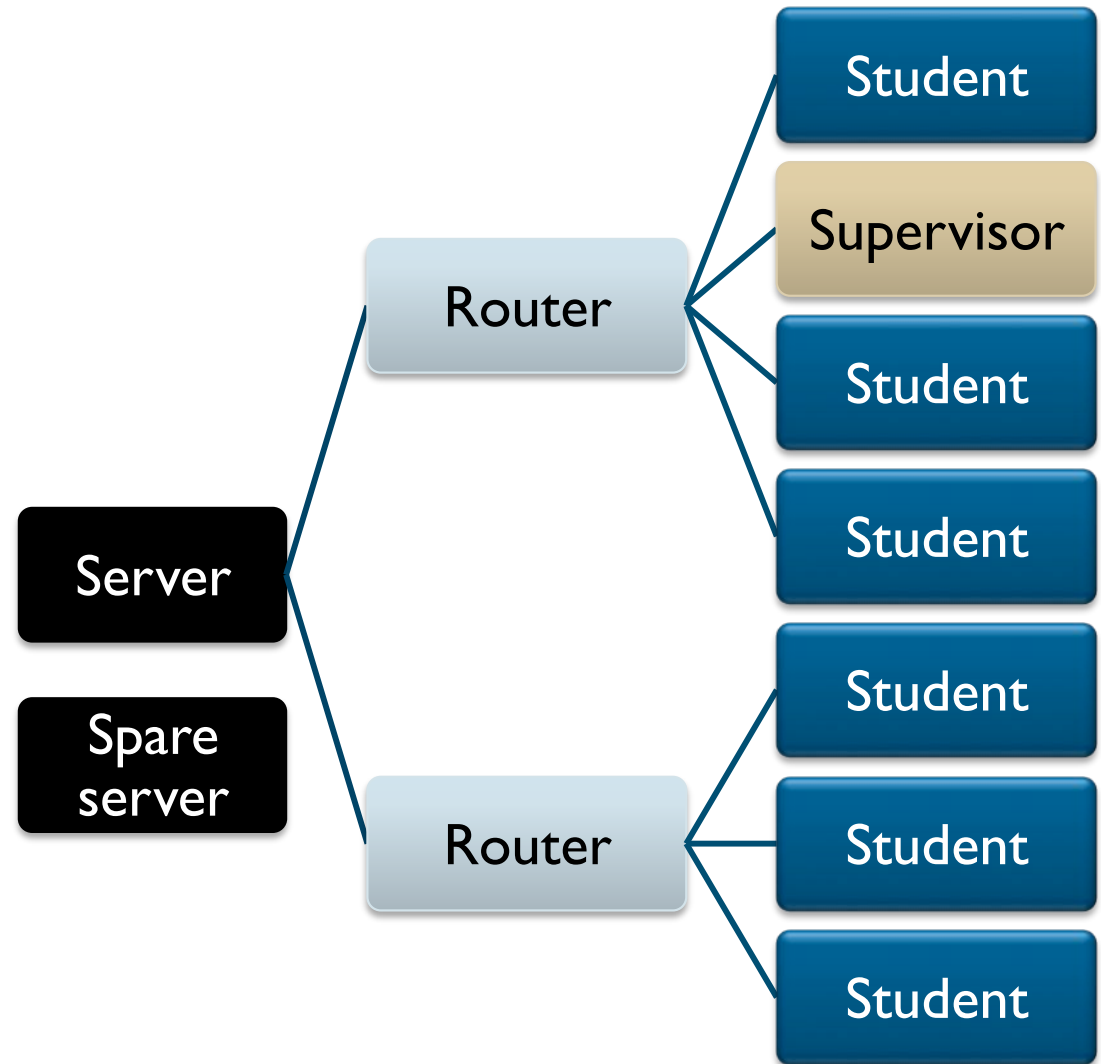 Student
Supervisor
Router
Student
Student
Server
Student
Spare
server
Router
Student
Student